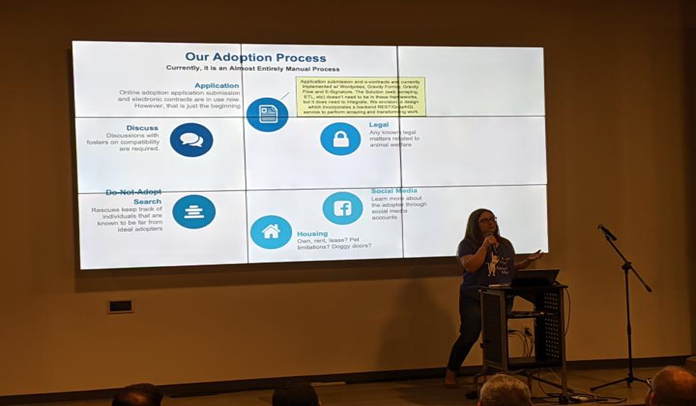 Our Adoption Process
Currently, it is an Almost Entirely Manual Process
Application
Online adoption application submission
and electronic contracts are in use now.
However, that is just the beginning
Application submission and e-contracts are currently
implemented w/ Wordpress, Gravity Forms, Gravity
Flow and E-Signature. The Solution (web scraping,
ETL, etc) doesn't need to be in these frameworks,
but it does need to integrate. We envision a design
which incorporates a backend REST/GraphQL
service to perform scraping and transformation work.
Discuss
Discussions with
fosters on compatibility
are required.
Legal
Any known legal
matters related to
animal welfare
Do-Not-Adopt
Search
Rescues keep track of
individuals that are
known to be far from
ideal adopters
Social Media
Learn more about
the adopter through
social media
accounts
Housing
Own, rent, lease? Pet
limitations? Doggy doors?